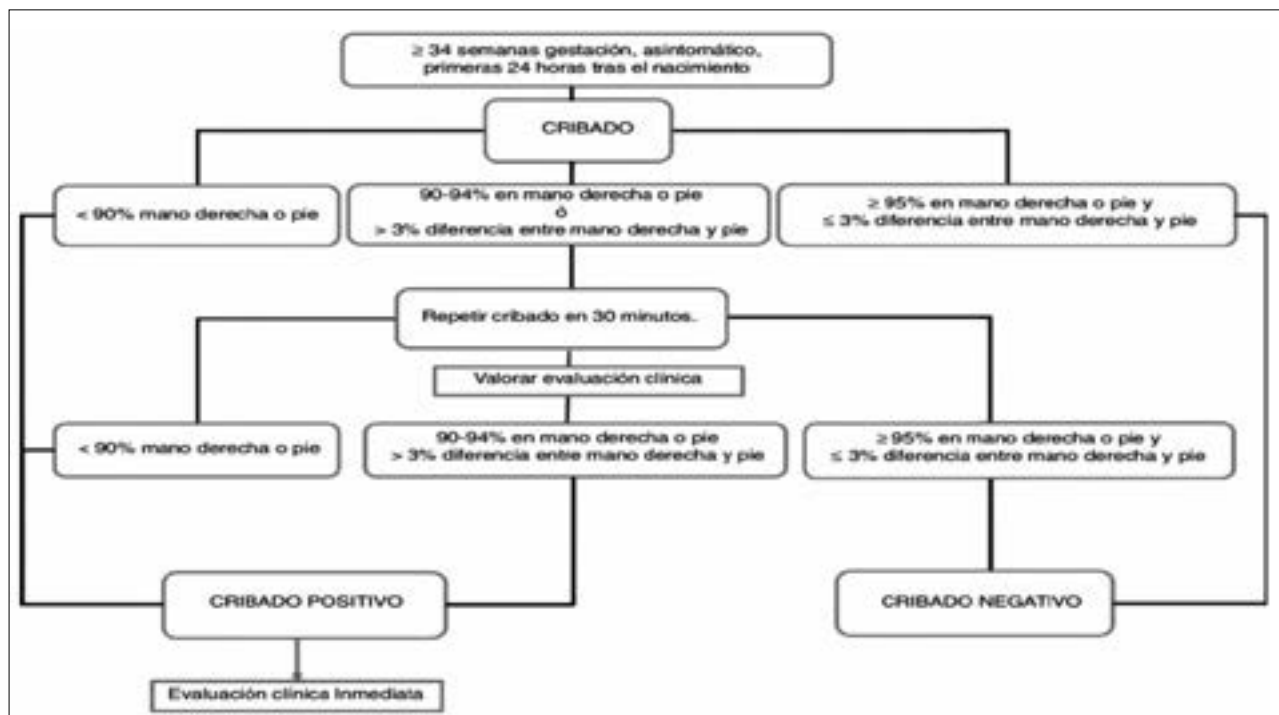 ≥ 34 semanas gestación, asintomático,
primeras 24 horas tras el nacimiento
CRIBADO
< 90% mano derecha o pie
90-94% en mano derecha o pie
ó
> 3% diferencia entre mano derecha y pie
≥ 95% en mano derecha o pie y
≤ 3% diferencia entre mano derecha y pie
Repetir cribado en 30 minutos.
Valorar evaluación clínica
< 90% mano derecha o pie
90-94% en mano derecha o pie
> 3% diferencia entre mano derecha y pie
≥ 95% en mano derecha o pie y
≤ 3% diferencia entre mano derecha y pie
CRIBADO POSITIVO
CRIBADO NEGATIVO
Evaluación clínica Inmediata